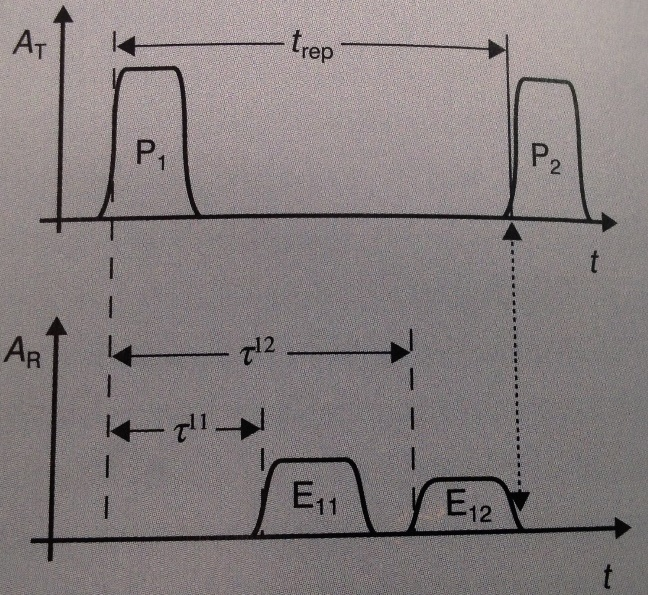 A_T
t_rep
P_1
P_2
t
A_R
τ^12
τ^11
E_11
E_12
t